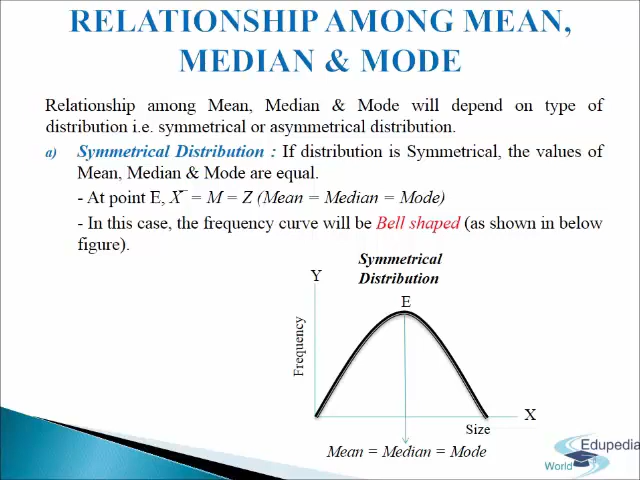 RELATIONSHIP AMONG MEAN,
MEDIAN & MODE
Relationship among Mean, Median & Mode will depend on type of
distribution i.e. symmetrical or asymmetrical distribution.
a) Symmetrical Distribution : If distribution is Symmetrical, the values of
Mean, Median & Mode are equal.
- At point E, X‾ = M = Z (Mean = Median = Mode)
- In this case, the frequency curve will be Bell shaped (as shown in below
figure).
Symmetrical
Distribution
Y
E
Frequency
X
Size
Mean = Median = Mode
Edupedia
World